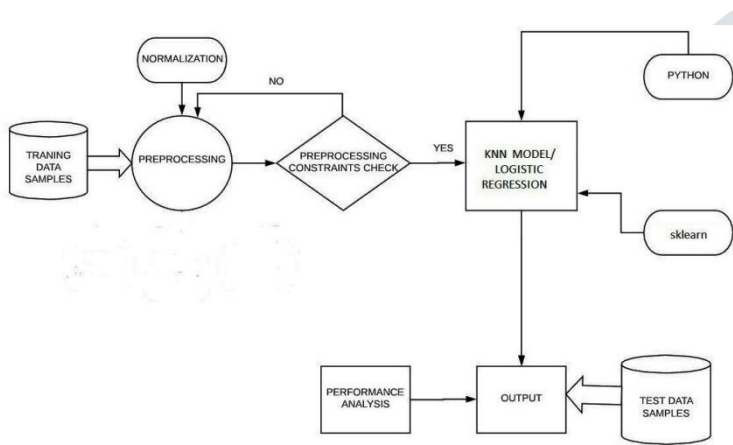 NORMALIZATION
NO
PYTHON
TRANING
DATA
SAMPLES
PREPROCESSING
PREPROCESSING
CONSTRAINTS CHECK
YES
KNN MODEL/
LOGISTIC
REGRESSION
sklearn
PERFORMANCE
ANALYSIS
OUTPUT
TEST DATA
SAMPLES